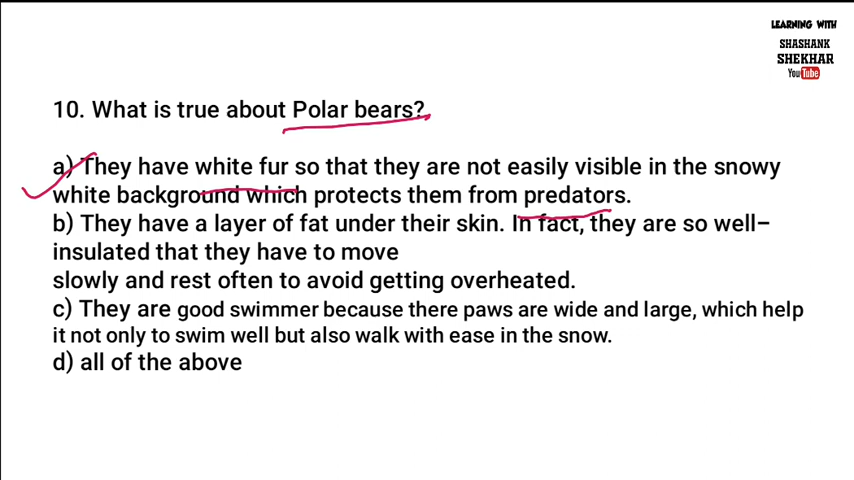 LEARNING WITH
SHASHANK
SHEKHAR
YouTube
10. What is true about Polar bears?
a) They have white fur so that they are not easily visible in the snowy
white background which protects them from predators.
b) They have a layer of fat under their skin. In fact, they are so well–
insulated that they have to move
slowly and rest often to avoid getting overheated.
c) They are good swimmer because there paws are wide and large, which help
it not only to swim well but also walk with ease in the snow.
d) all of the above